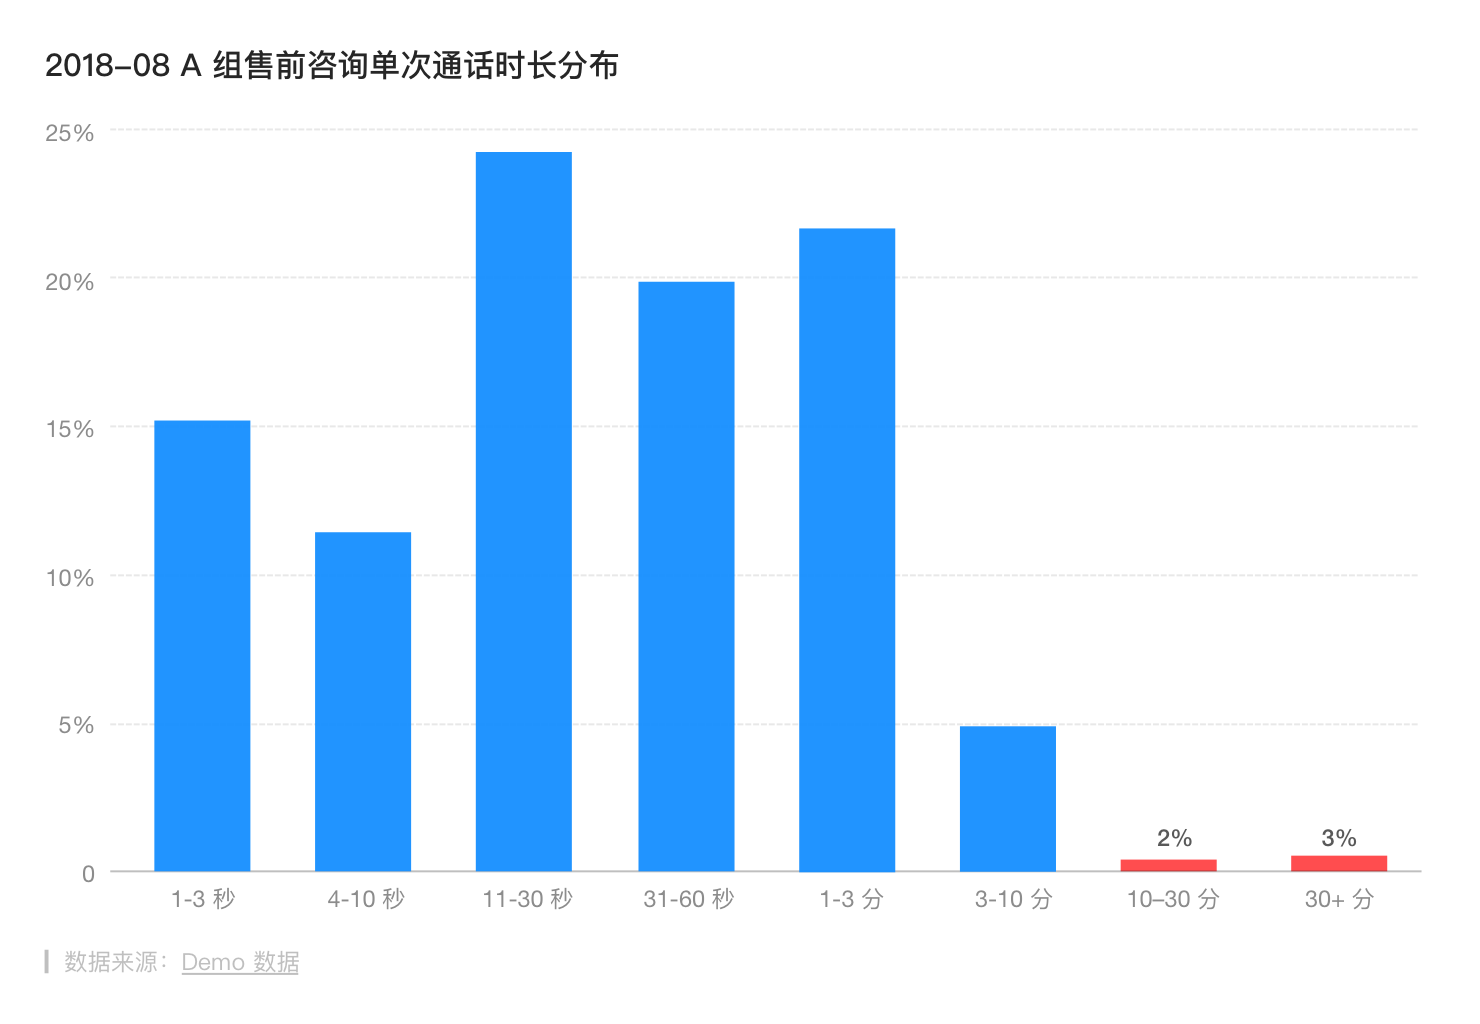 2018–08 A 组售前咨询单次通话时长分布
25%
20%
15%
10%
5%
0
2%
3%
1-3 秒
4-10 秒
11-30 秒
31-60 秒
1-3 分
3-10 分
10–30 分
30+ 分
数据来源：Demo 数据